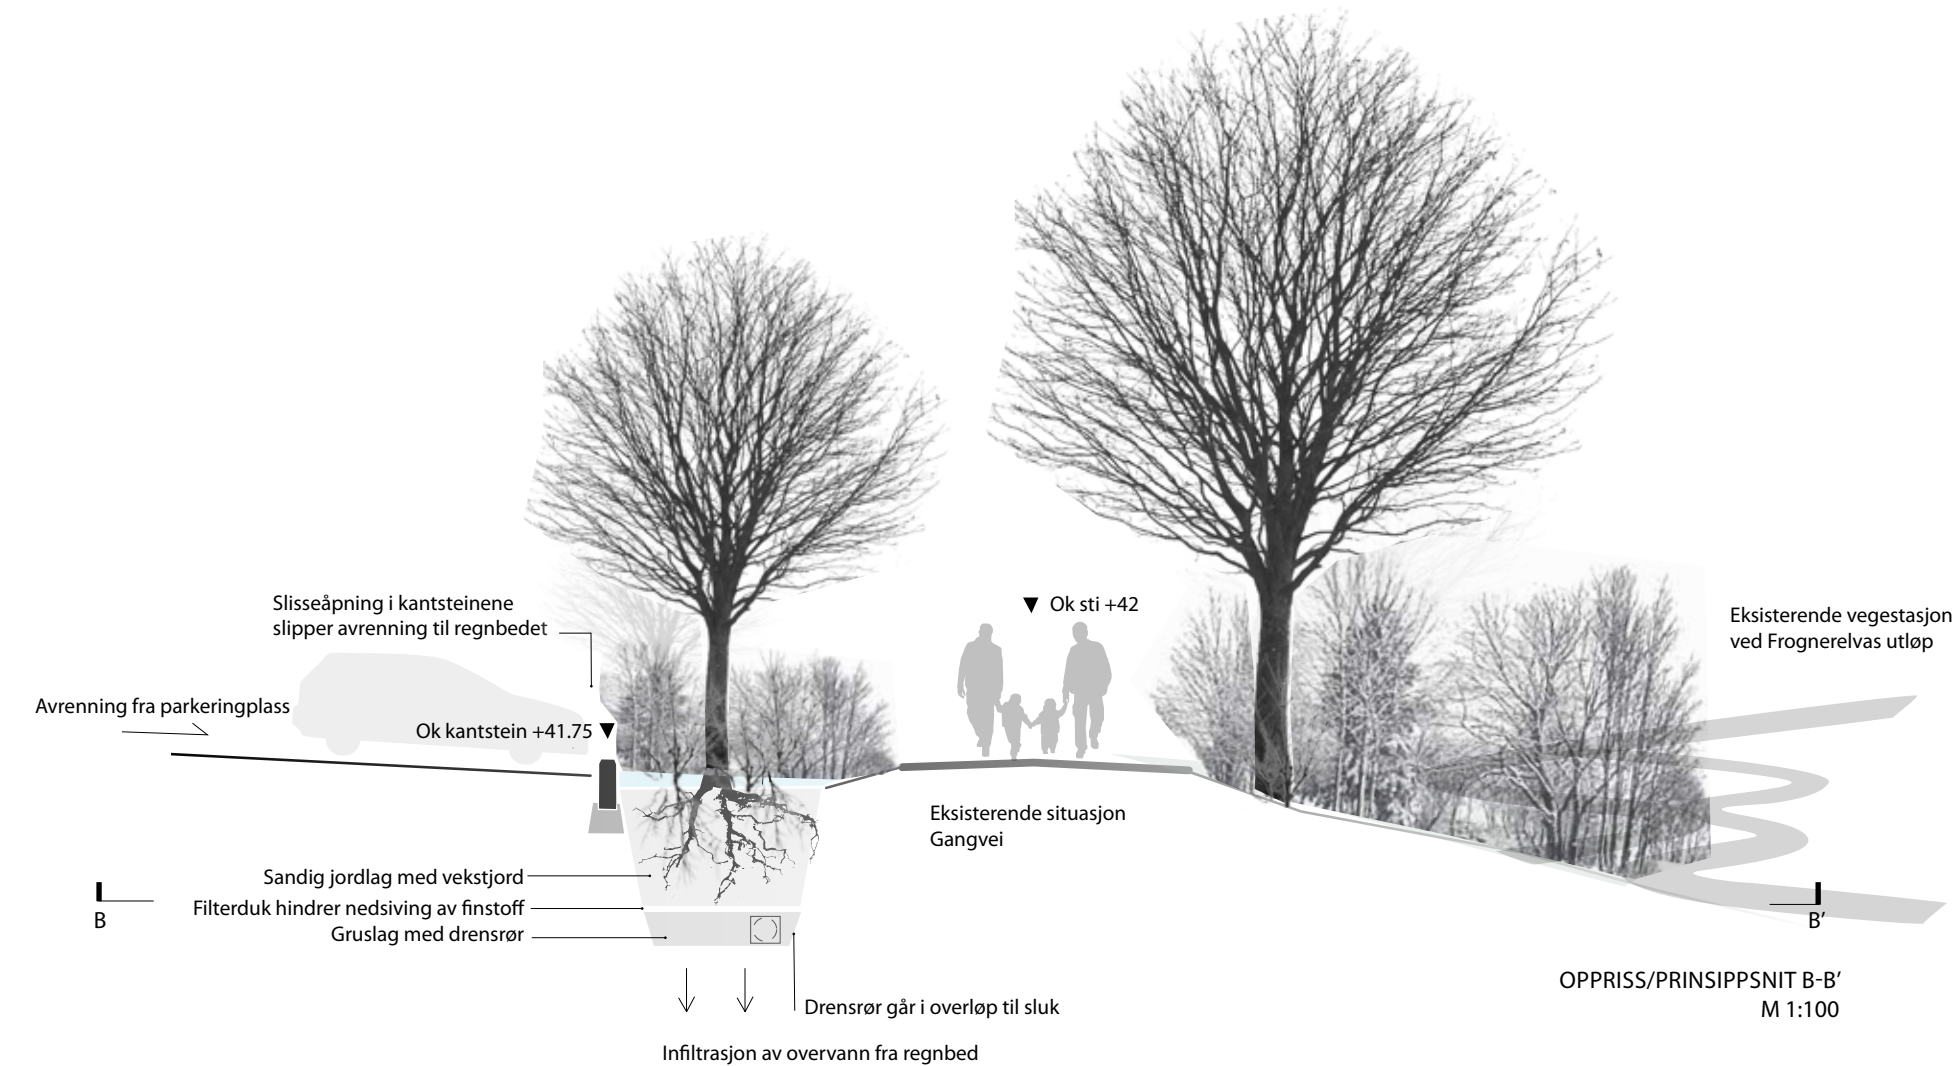 Slisseåpning i kantsteinene
slipper avrenning til regnbedet
▼ Ok sti +42
Eksisterende vegestasjon
ved Frognerelvas utløp
Avrenning fra parkeringplass
Ok kantstein +41.75 ▼
Eksisterende situasjon
Gangvei
Sandig jordlag med vekstjord
Filterduk hindrer nedsiving av finstoff
Gruslag med drensrør
B
B’
OPPRISS/PRINSIPPSNIT B-B’
M 1:100
Drensrør går i overløp til sluk
Infiltrasjon av overvann fra regnbed